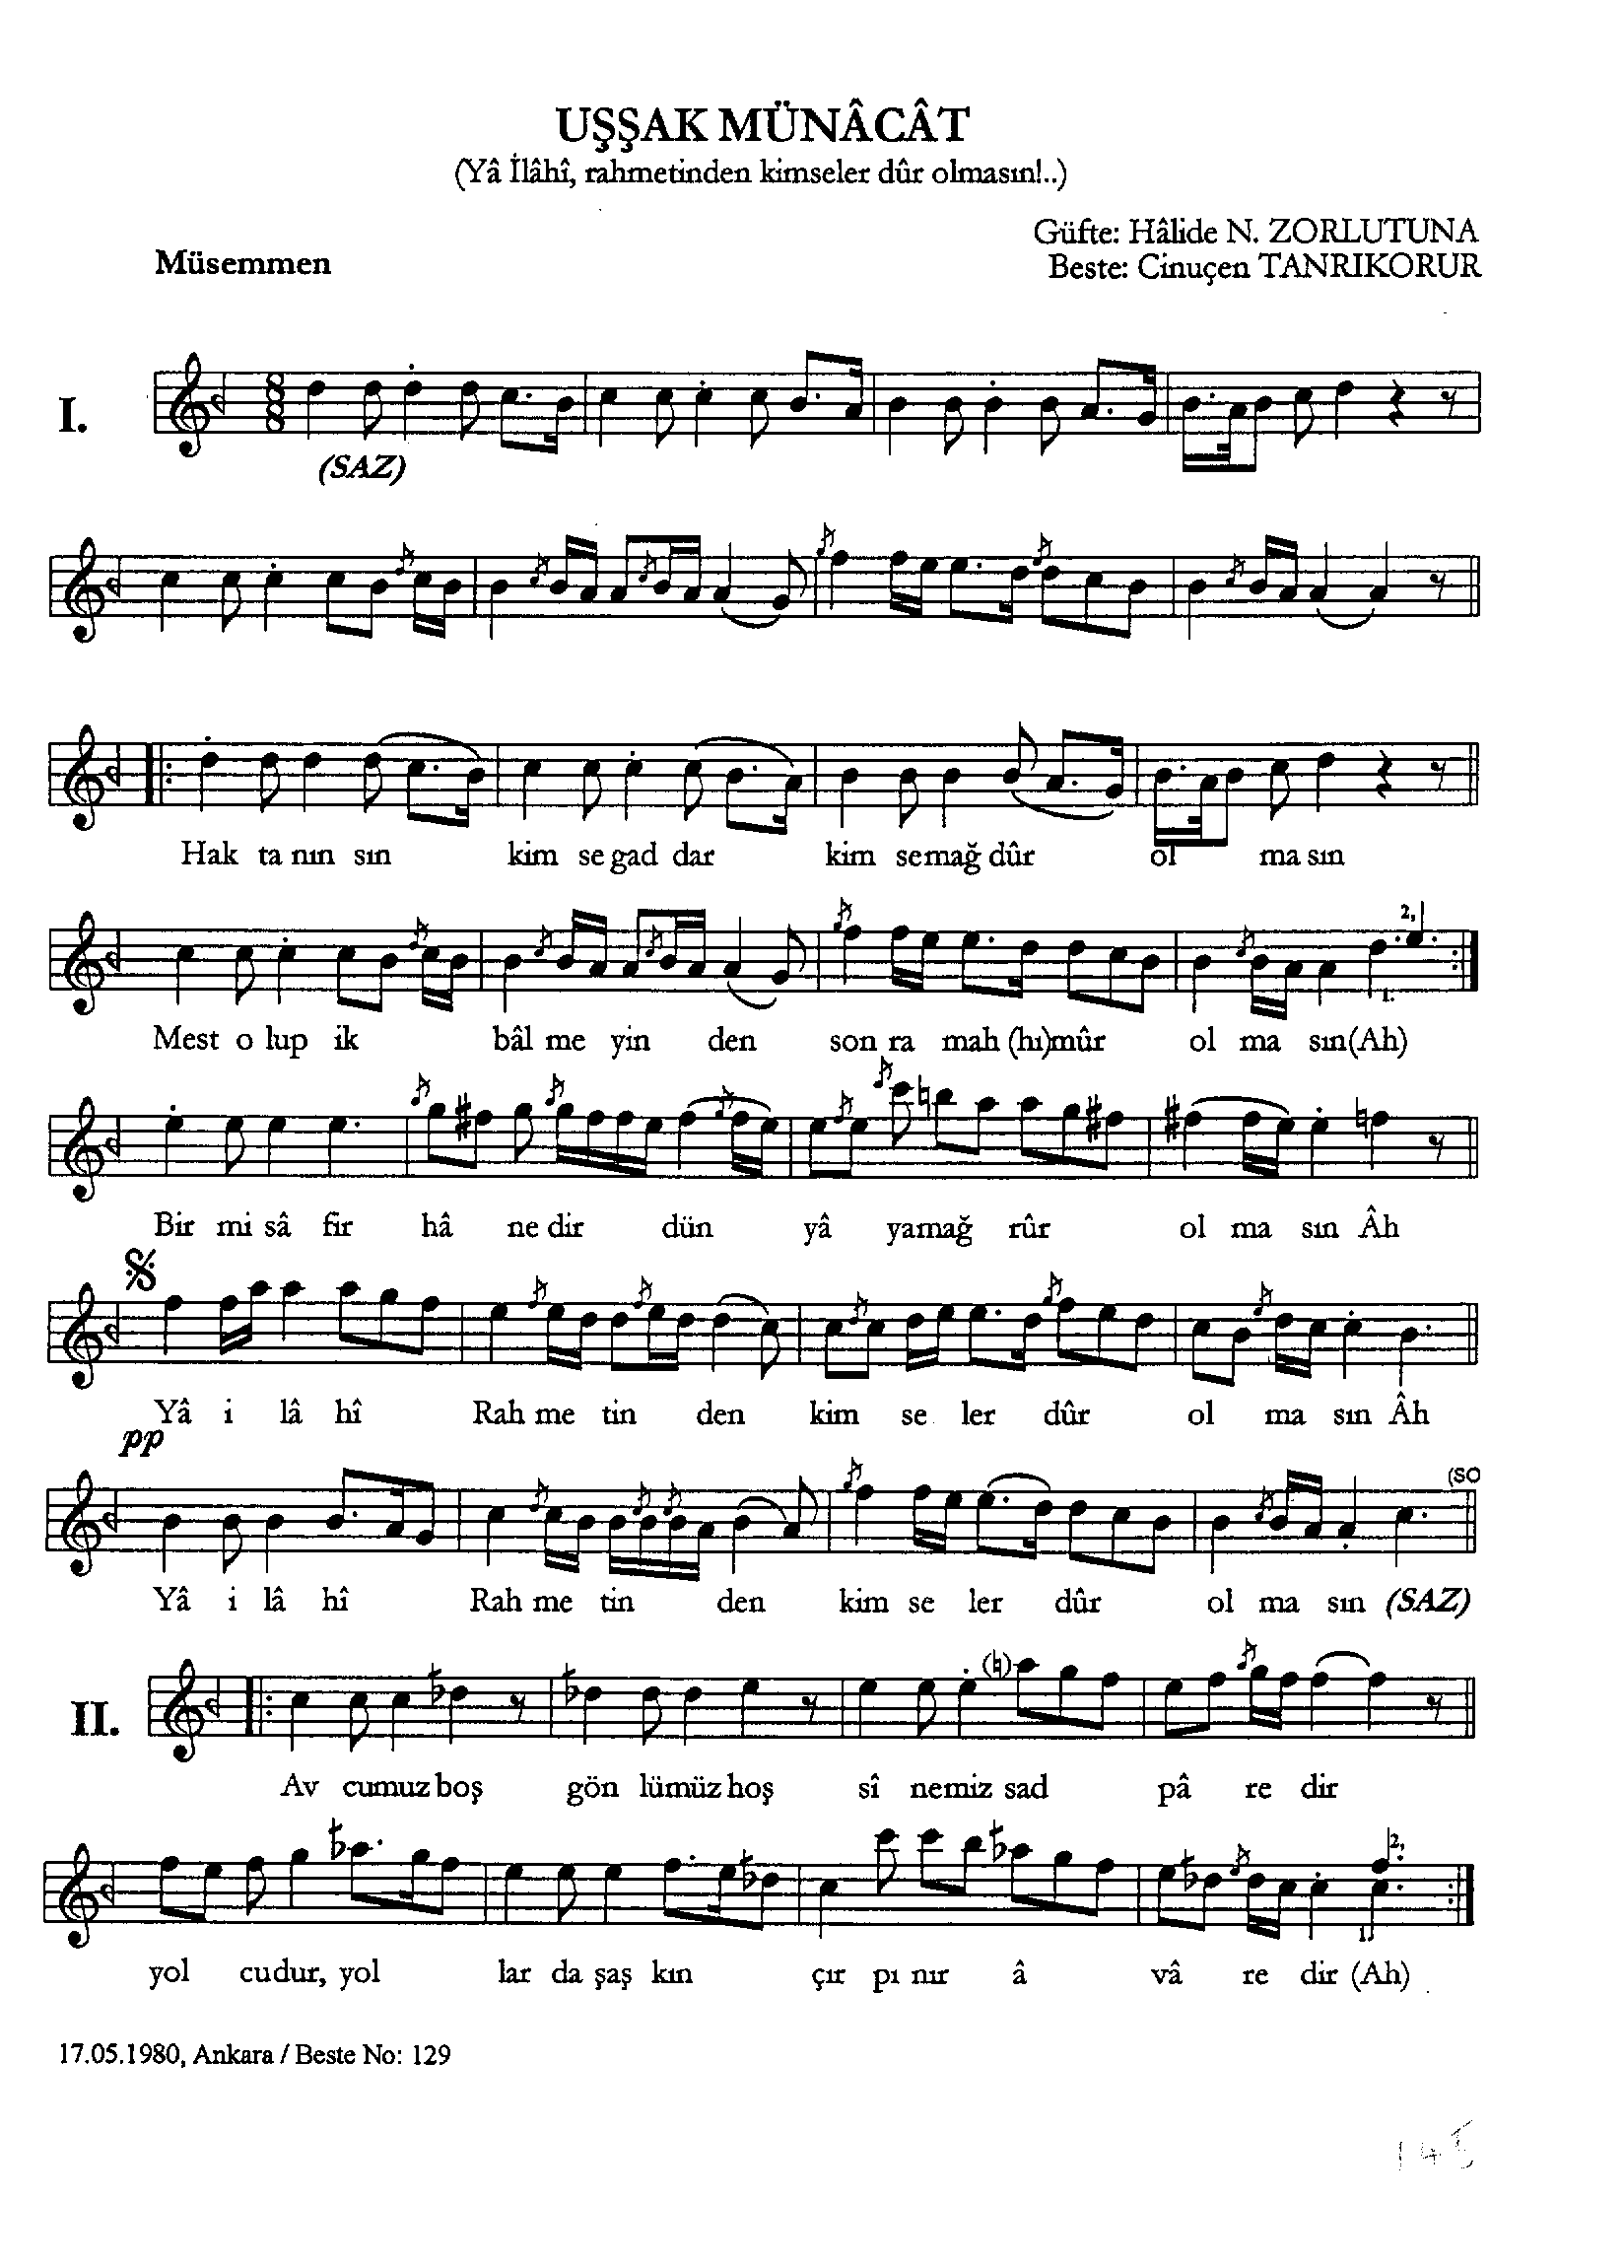 UŞŞAK MÜNÂCÂT
(Yâ İlâhî, rahmetinden kimseler dûr olmasın!..)
Güfte: Hâlide N. ZORLUTUNA
Müsemmen
Beste: Cinuçen TANRIKORUR
I.
8 8
(SAZ)
Hak ta nın sın kim se gad dar kim se mağ dûr ol ma sın
2,
1.
Mest o lup ik bâl me yin den son ra mah (hı)mûr ol ma sın(Ah)
Bir mi sâ fir hâ ne dir dün yâ ya mağ rûr ol ma sın Âh
Yâ i lâ hî Rah me tin den kim se ler dûr ol ma sın Âh
pp
(SO
Yâ i lâ hî Rah me tin den kim se ler dûr ol ma sın (SAZ)
II.
Av cumuz boş gön lümüz hoş sî nemiz sad pâ re dir
2,
1.
yol cudur, yol lar da şaş kın çır pı nır â vâ re dir (Ah)
17.05.1980, Ankara / Beste No: 129